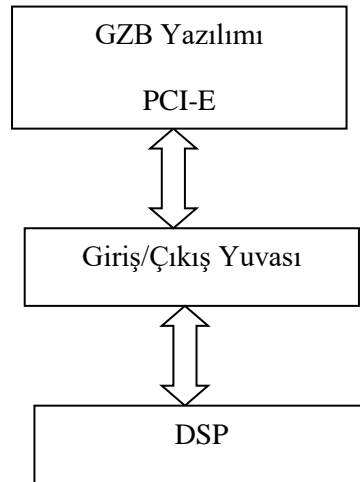 GZB Yazılımı
PCI-E
Giriş/Çıkış Yuvası
DSP